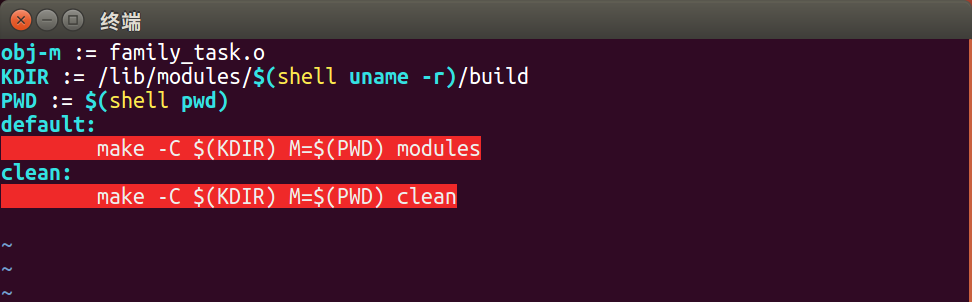 终端
obj-m := family_task.o
KDIR := /lib/modules/$(shell uname -r)/build
PWD := $(shell pwd)
default:
        make -C $(KDIR) M=$(PWD) modules
clean:
        make -C $(KDIR) M=$(PWD) clean
~
~
~